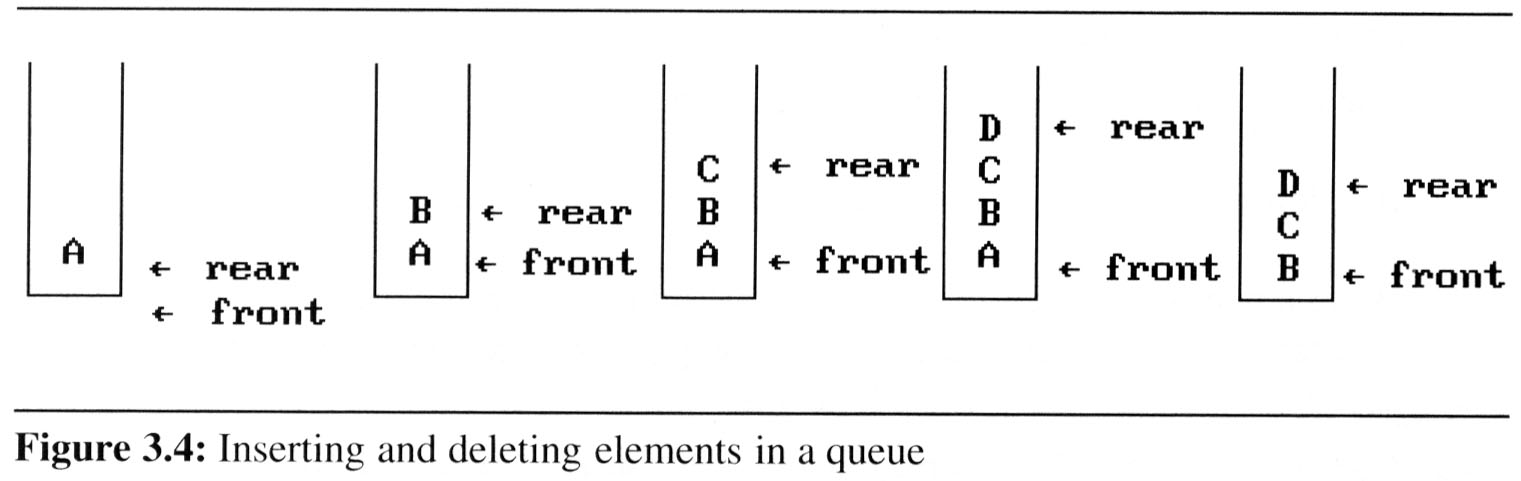 D ← rear
C ← rear C D ← rear
B ← rear B B C
A ← rear A ← front A ← front A ← front B ← front
← front
Figure 3.4: Inserting and deleting elements in a queue